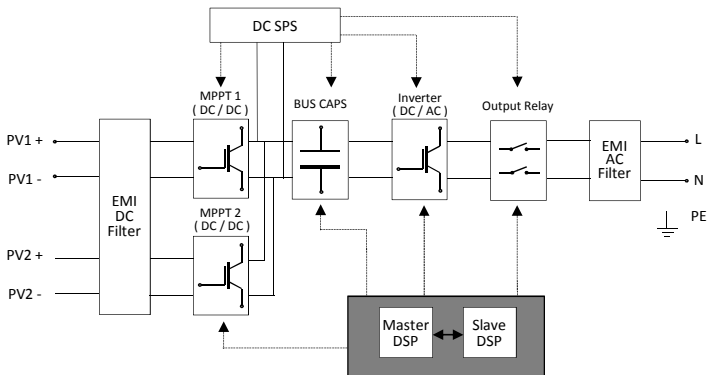 DC SPS
MPPT 1
( DC / DC )
BUS CAPS
Inverter
( DC / AC )
Output Relay
PV1 +
PV1 -
EMI
DC
Filter
MPPT 2
( DC / DC )
PV2 +
PV2 -
EMI
AC
Filter
L
N
PE
Master
DSP
Slave
DSP